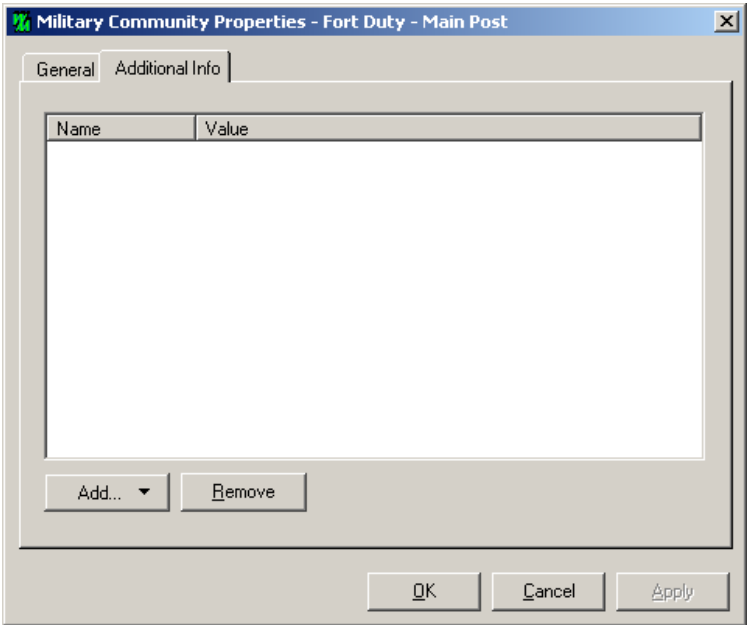 Military Community Properties - Fort Duty - Main Post
General Additional Info
Name Value
Add... Remove
OK Cancel Apply